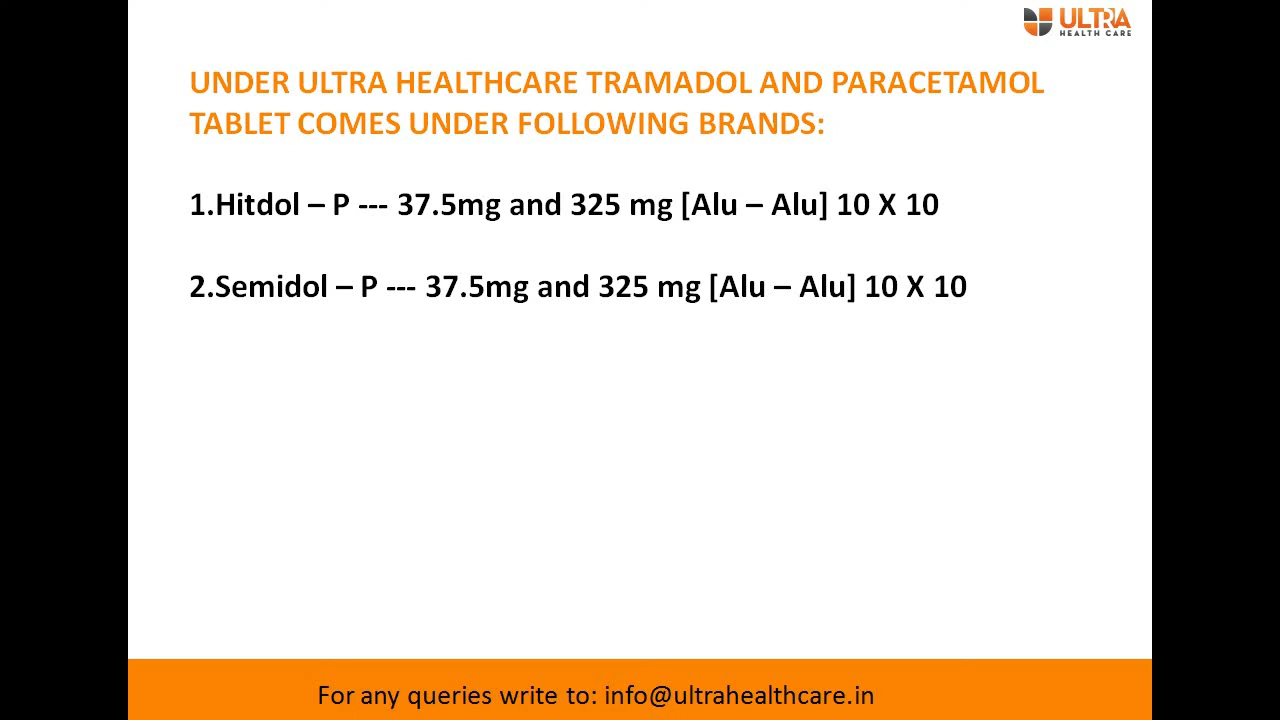 ULTRA
HEALTH CARE
UNDER ULTRA HEALTHCARE TRAMADOL AND PARACETAMOL
TABLET COMES UNDER FOLLOWING BRANDS:
1.Hitdol – P --- 37.5mg and 325 mg [Alu – Alu] 10 X 10
2.Semidol – P --- 37.5mg and 325 mg [Alu – Alu] 10 X 10
For any queries write to: info@ultrahealthcare.in